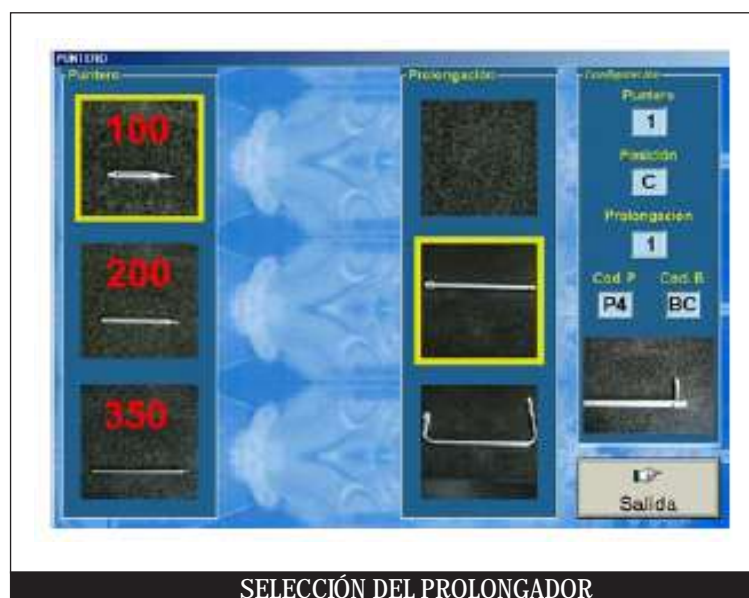 PUNTERO
Puntero
100
200
350
Prolongación
Configuración
Puntero
1
Posición
C
Prolongación
1
Cod. P Cod. B
P4 BC
Salida
SELECCIÓN DEL PROLONGADOR